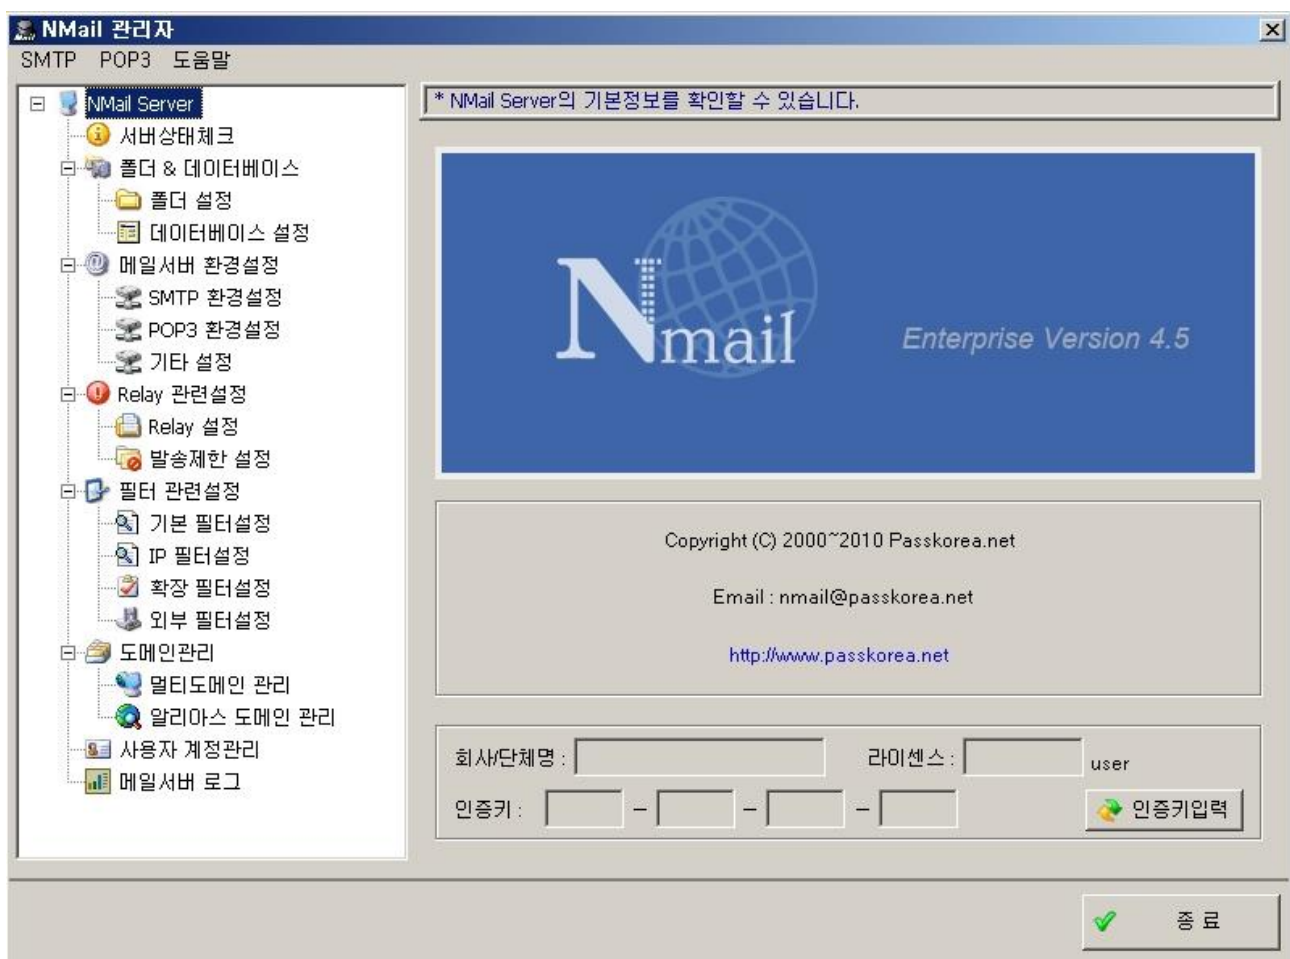 NMail 관리자
SMTP POP3 도움말
NMail Server
서버상태체크
폴더 & 데이터베이스
폴더 설정
데이터베이스 설정
메일서버 환경설정
SMTP 환경설정
POP3 환경설정
기타 설정
Relay 관련설정
Relay 설정
발송제한 설정
필터 관련설정
기본 필터설정
IP 필터설정
확장 필터설정
외부 필터설정
도메인관리
멀티도메인 관리
알리아스 도메인 관리
사용자 계정관리
메일서버 로그
* NMail Server의 기본정보를 확인할 수 있습니다.
Nmail
Enterprise Version 4.5
Copyright (C) 2000~2010 Passkorea.net
Email : nmail@passkorea.net
http://www.passkorea.net
회사/단체명 : 라이센스 : user
인증키 : – – – 인증키입력
종 료